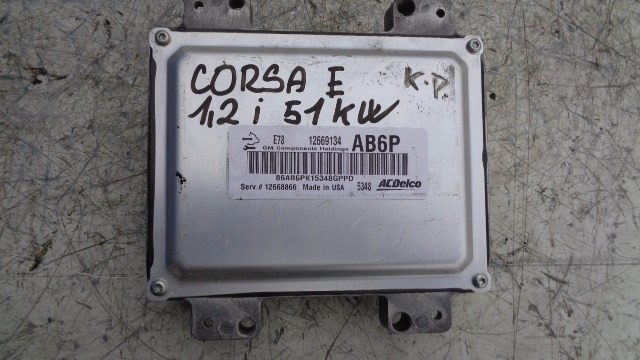 CORSA E K.P.
1,2 i 51 KW
E78 12669134 AB6P
GM Components Holdings
86AB6PK15348GPPD
Serv.# 12668866 Made in USA 5348 ACDelco